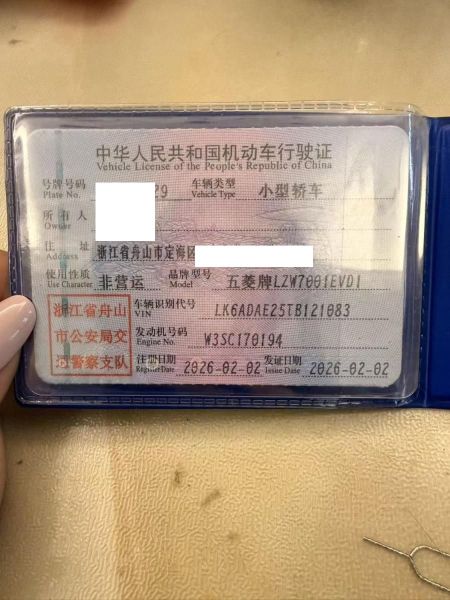 中华人民共和国机动车行驶证
Vehicle License of the People's Republic of China
号牌号码 29 车辆类型 小型轿车
Plate No. Vehicle Type
所有人
Owner
住址 浙江省舟山市定海区
Address
使用性质 非营运 品牌型号 五菱牌LZW7001EVD1
Use Character Model
浙江省舟山市公安局交通警察支队
车辆识别代号 LK6ADAE25TB121083
VIN
发动机号码 W3SC170194
Engine No.
注册日期 2026-02-02 发证日期 2026-02-02
Register Date Issue Date